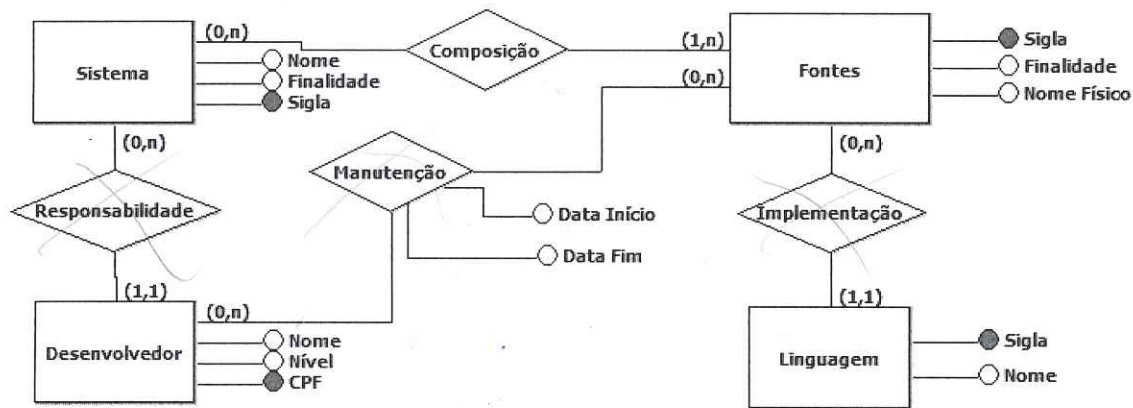 (0,n)
Composição
(1,n)
Sistema
Nome
Finalidade
Sigla
Fontes
Sigla
Finalidade
Nome Físico
(0,n)
(0,n)
Responsabilidade
(1,1)
Manutenção
Data Início
Data Fim
(0,n)
Implementação
(1,1)
Desenvolvedor
(0,n)
Nome
Nível
CPF
Linguagem
Sigla
Nome